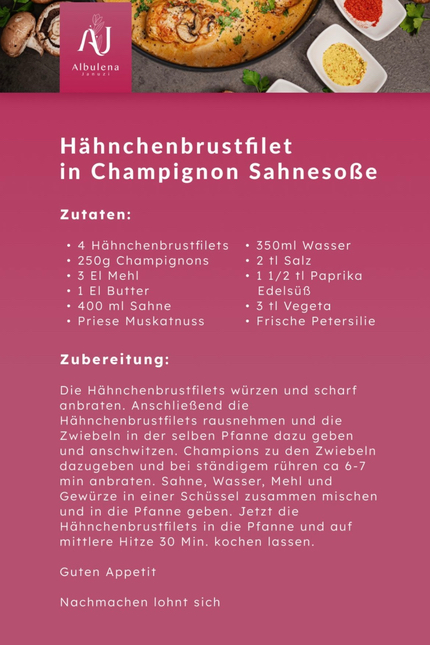 AJ
Albulena
Januzi
Hähnchenbrustfilet
in Champignon Sahnesoße
Zutaten:
• 4 Hähnchenbrustfilets
• 250g Champignons
• 3 El Mehl
• 1 El Butter
• 400 ml Sahne
• Priese Muskatnuss
• 350ml Wasser
• 2 tl Salz
• 1 1/2 tl Paprika
Edelsüß
• 3 tl Vegeta
• Frische Petersilie
Zubereitung:
Die Hähnchenbrustfilets würzen und scharf
anbraten. Anschließend die
Hähnchenbrustfilets rausnehmen und die
Zwiebeln in der selben Pfanne dazu geben
und anschwitzen. Champions zu den Zwiebeln
dazugeben und bei ständigem rühren ca 6-7
min anbraten. Sahne, Wasser, Mehl und
Gewürze in einer Schüssel zusammen mischen
und in die Pfanne geben. Jetzt die
Hähnchenbrustfilets in die Pfanne und auf
mittlere Hitze 30 Min. kochen lassen.
Guten Appetit
Nachmachen lohnt sich